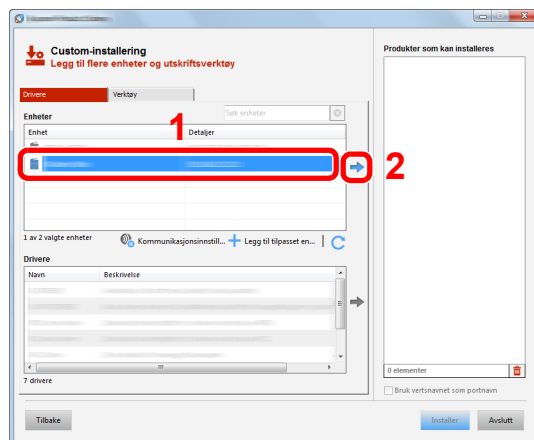 Custom-installering
Legg til flere enheter og utskriftsverktøy
Produkter som kan installeres
Drivere
Verktøy
Enheter
Søk enheter
1
Enhet
Detaljer
2
1 av 2 valgte enheter
Kommunikasjonsinnstill...
Legg til tilpasset en...
Drivere
Navn
Beskrivelse
7 drivere
0 elementer
Bruk vertsnavnet som portnavn
Tilbake
Installer
Avslutt